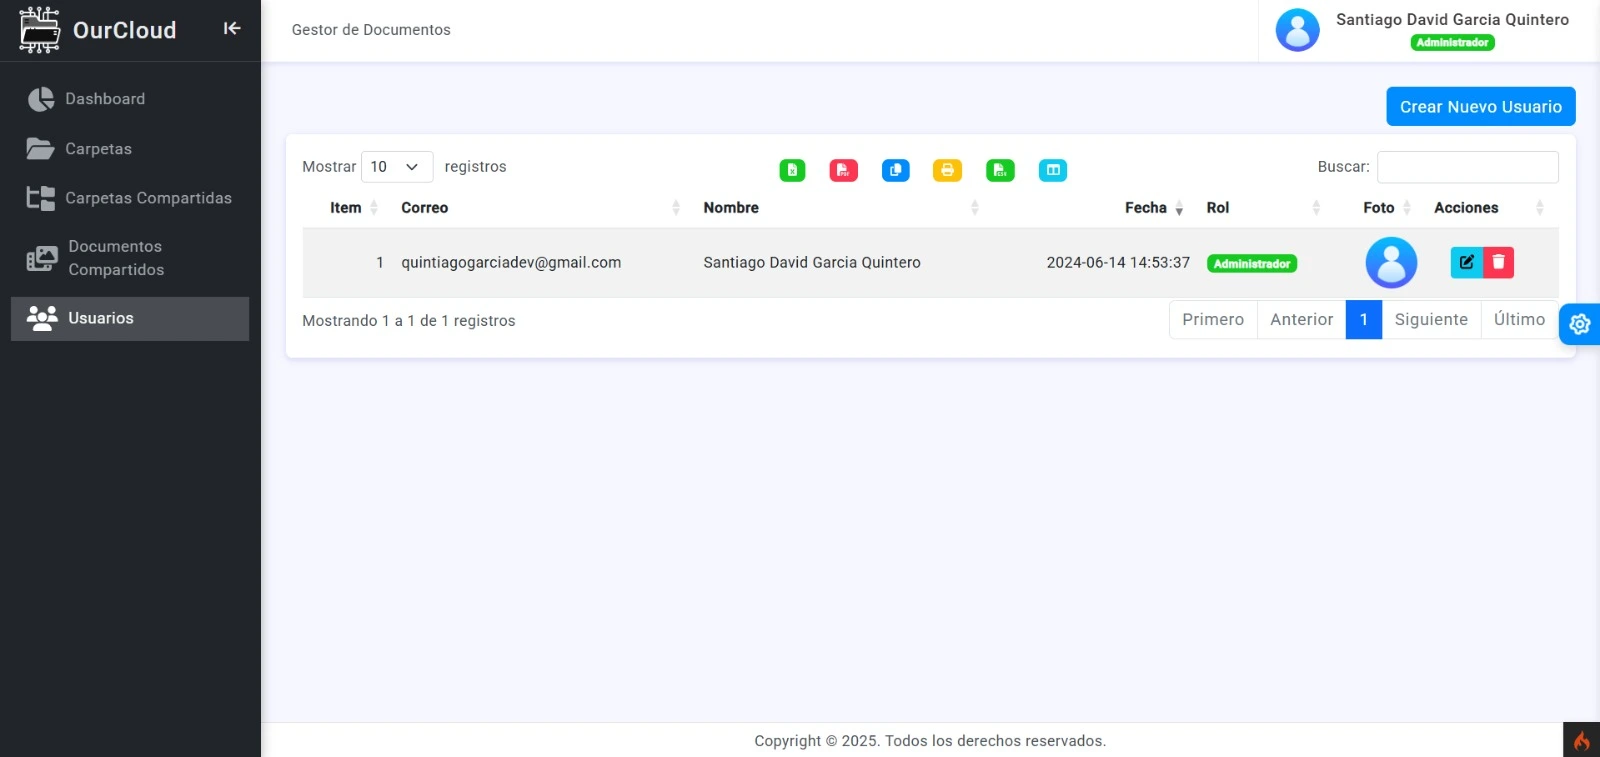 OurCloud
Gestor de Documentos
Santiago David Garcia Quintero
Administrador
Dashboard
Carpetas
Carpetas Compartidas
Documentos
Compartidos
Usuarios
Crear Nuevo Usuario
Mostrar 10 registros
PDF
CSV
Buscar:
Item Correo Nombre Fecha Rol Foto Acciones
1 quintiagogarciadev@gmail.com Santiago David Garcia Quintero 2024-06-14 14:53:37 Administrador
Mostrando 1 a 1 de 1 registros
Primero Anterior 1 Siguiente Último
Copyright © 2025. Todos los derechos reservados.